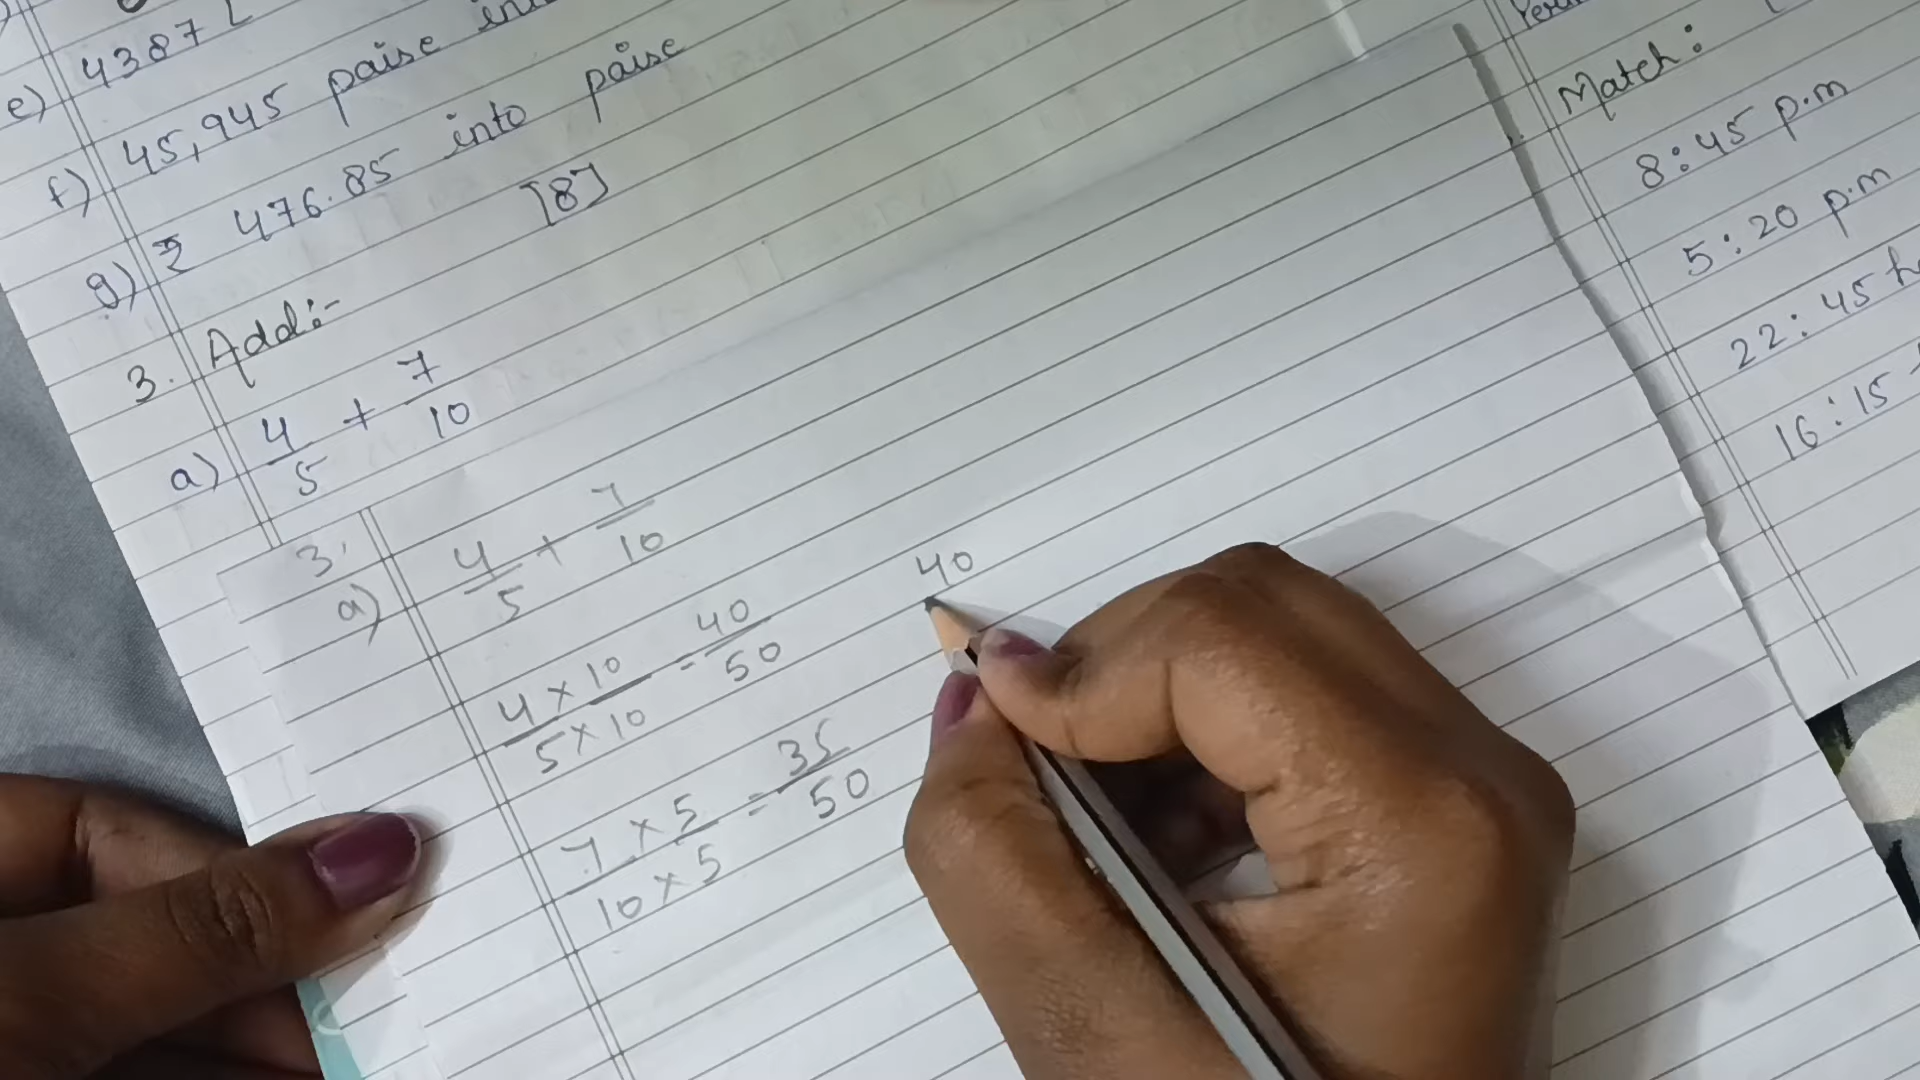 e) 4387 L
f) 45,945 paise
g) ₹ 476.85 into paise
[8]
3. Add:-
a) 4/5 + 7/10
3.
a) 4/5 + 7/10
4 × 10 / 5 × 10 = 40/50
7 × 5 / 10 × 5 = 35/50
40
Match:
8:45 p.m
5:20 p.m
22:45
16:15